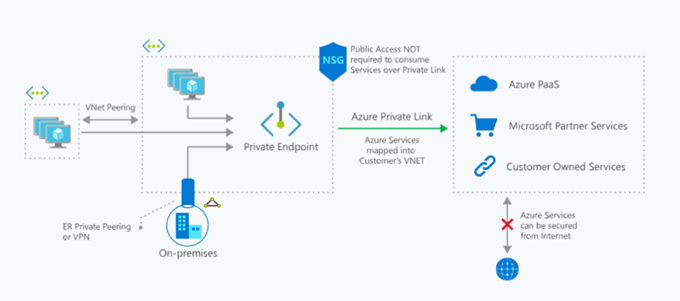 Public Access NOT
required to consume
Services over Private Link
NSG
VNet Peering
Private Endpoint
Azure Private Link
Azure Services
mapped into
Customer's VNET
Azure PaaS
Microsoft Partner Services
Customer Owned Services
ER Private Peering
or VPN
On-premises
Azure Services
can be secured
from Internet